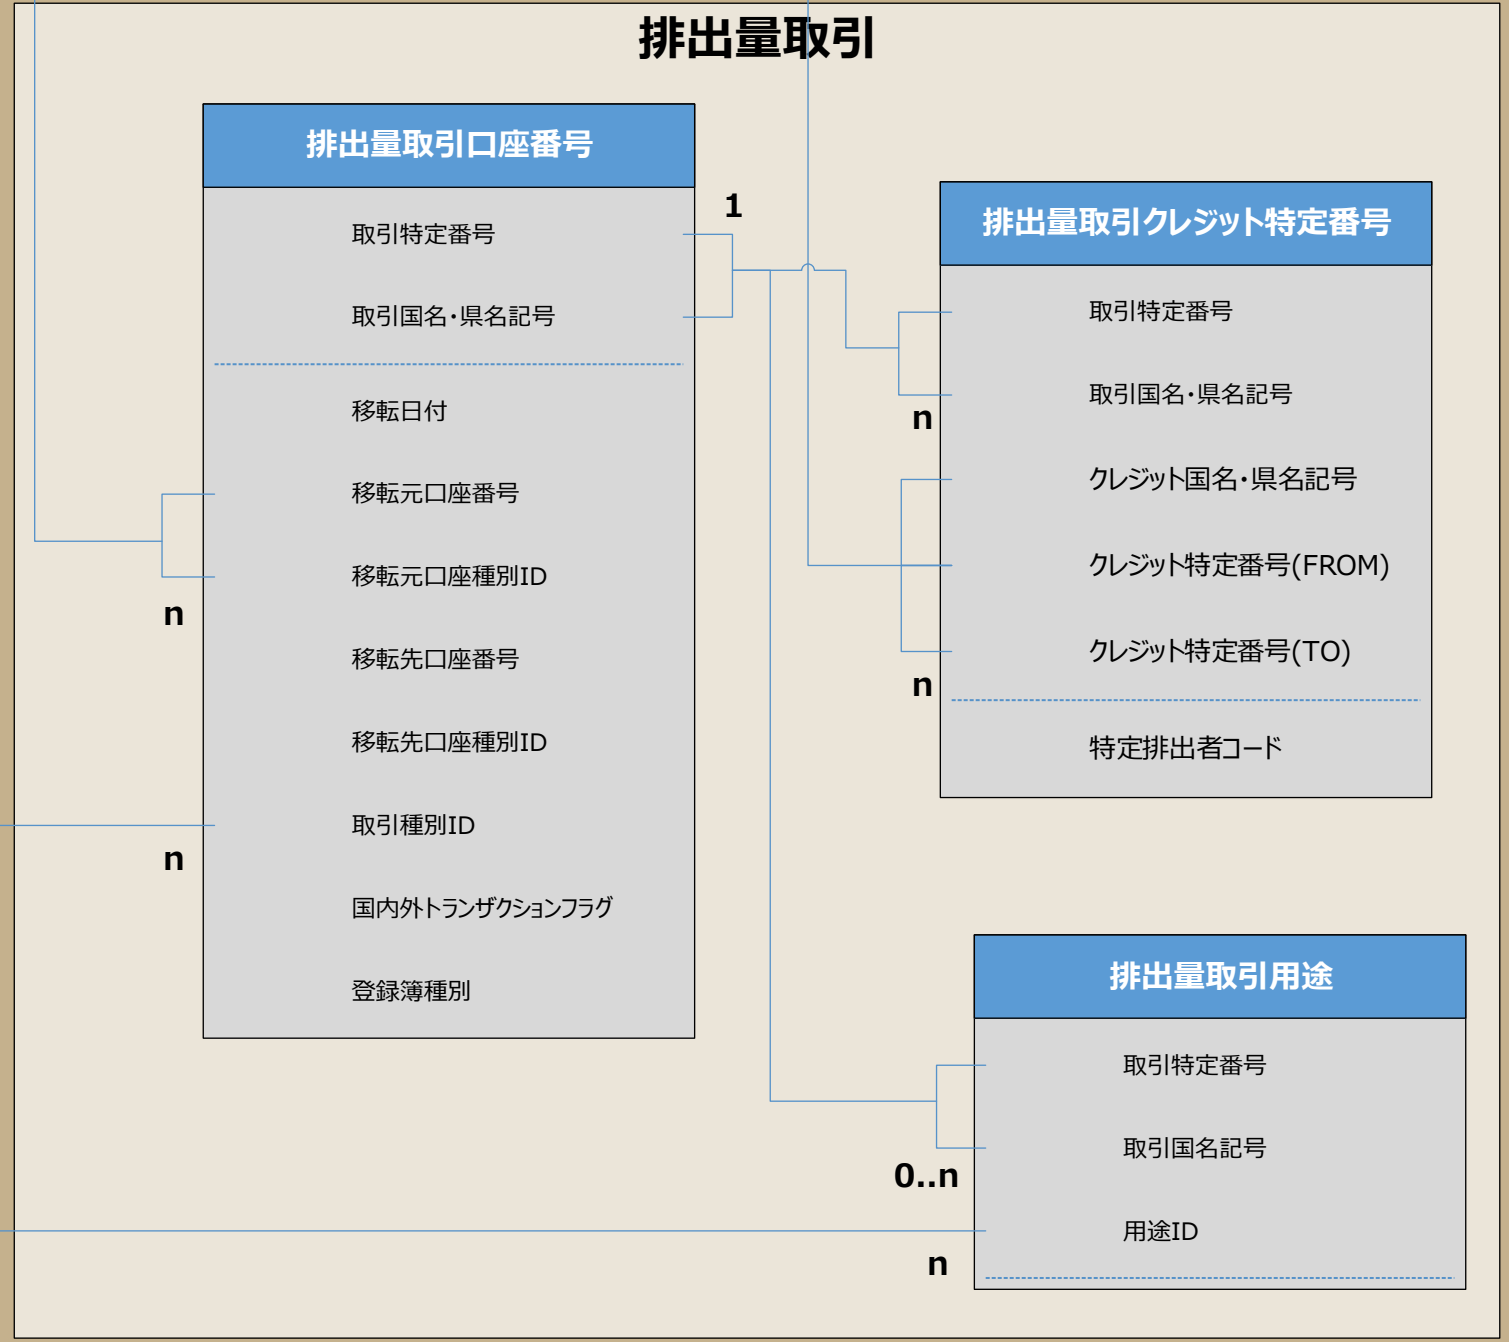 排出量取引
排出量取引口座番号
取引特定番号
取引国名・県名記号
移転日付
移転元口座番号
移転元口座種別ID
移転先口座番号
移転先口座種別ID
取引種別ID
国内外トランザクションフラグ
登録簿種別
1
n
n
排出量取引クレジット特定番号
取引特定番号
取引国名・県名記号
クレジット国名・県名記号
クレジット特定番号(FROM)
クレジット特定番号(TO)
特定排出者コード
n
n
排出量取引用途
取引特定番号
取引国名記号
用途ID
0..n
n